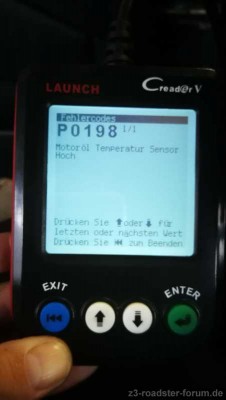 LAUNCH
Creader V
Fehlercodes
P0198 1/1
Motoröl Temperatur Sensor
Hoch
Drücken Sie ⬆oder⬇ für
letzten oder nächsten Wert
Drücken Sie ⏮ zum Beenden
EXIT
ENTER
z3-roadster-forum.de